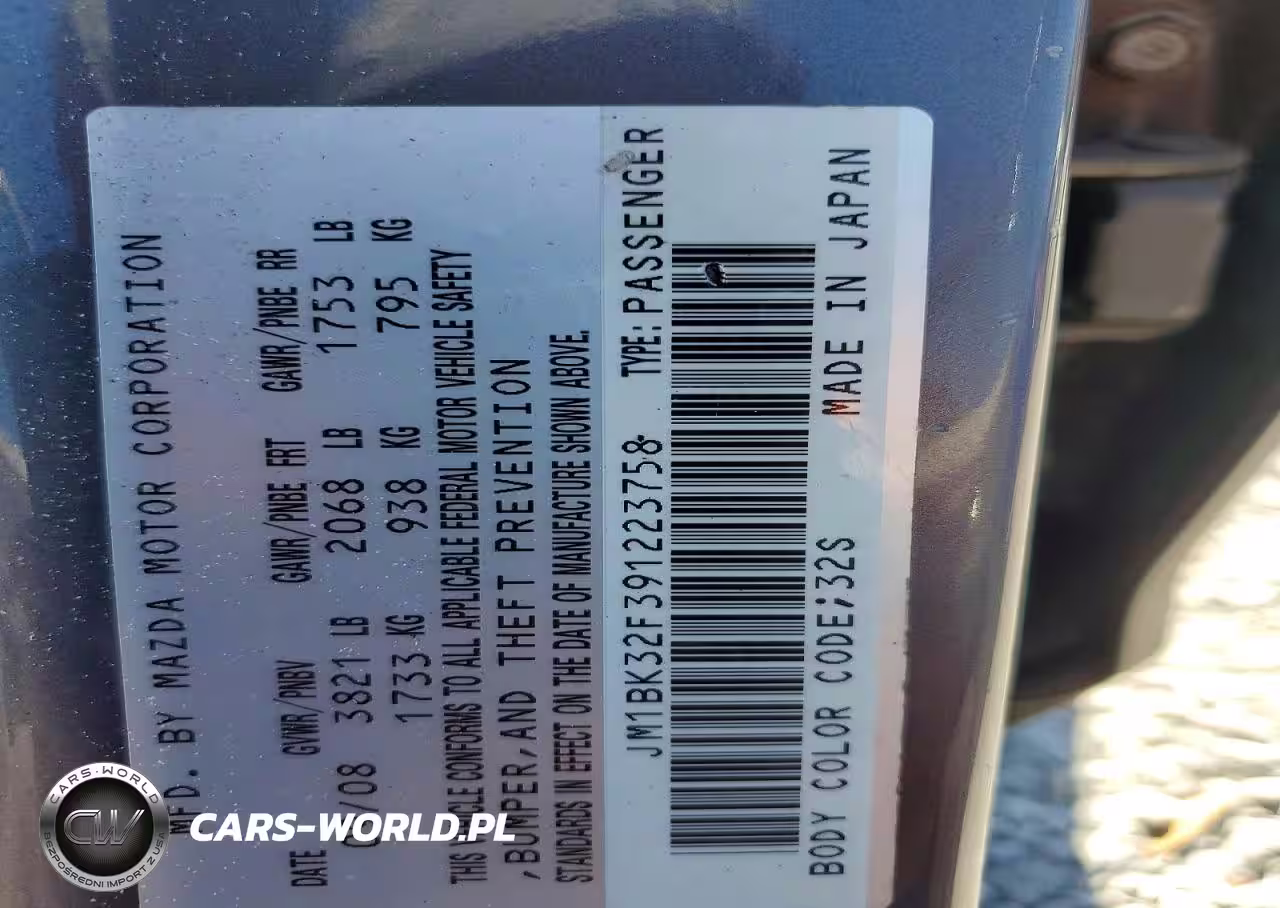 MFD. BY MAZDA MOTOR CORPORATION
DATE GVWR/PNBV GAWR/PNBE FRT GAWR/PNBE RR
/08 3821 LB 2068 LB 1753 LB
1733 KG 938 KG 795 KG
THIS VEHICLE CONFORMS TO ALL APPLICABLE FEDERAL MOTOR VEHICLE SAFETY
,BUMPER,AND THEFT PREVENTION
STANDARDS IN EFFECT ON THE DATE OF MANUFACTURE SHOWN ABOVE.
JM1BK32F391223758 TYPE:PASSENGER
BODY COLOR CODE;32S MADE IN JAPAN
CARS-WORLD
CW
BEZPOŚREDNI IMPORT Z USA
CARS-WORLD.PL